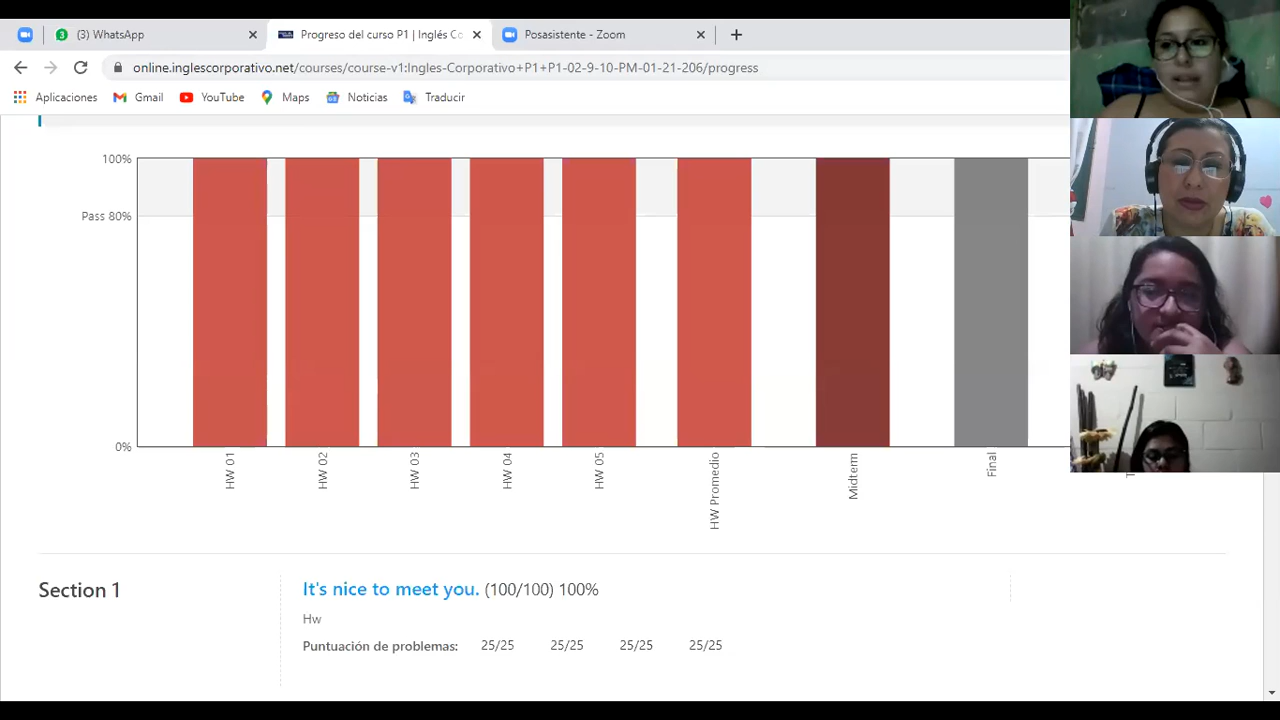 3 (3) WhatsApp
Progreso del curso P1 | Inglés Co
Posasistente - Zoom
online.inglescorporativo.net/courses/course-v1:Ingles-Corporativo+P1+P1-02-9-10-PM-01-21-206/progress
Aplicaciones Gmail YouTube Maps Noticias Traducir
100%
Pass 80%
0%
HW 01
HW 02
HW 03
HW 04
HW 05
HW Promedio
Midterm
Final
Section 1
It's nice to meet you. (100/100) 100%
Hw
Puntuación de problemas: 25/25 25/25 25/25 25/25